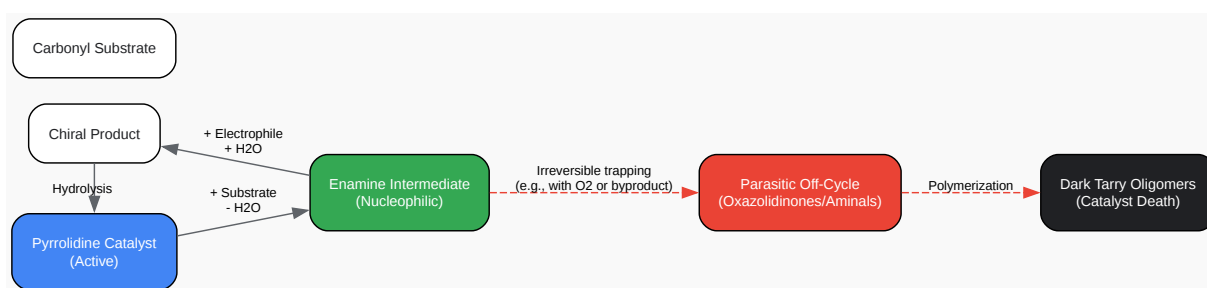 Carbonyl Substrate
Chiral Product
+ Electrophile
+ H2O
Hydrolysis
+ Substrate
- H2O
Pyrrolidine Catalyst
(Active)
Enamine Intermediate
(Nucleophilic)
Irreversible trapping
(e.g., with O2 or byproduct)
Parasitic Off-Cycle
(Oxazolidinones/Aminals)
Polymerization
Dark Tarry Oligomers
(Catalyst Death)